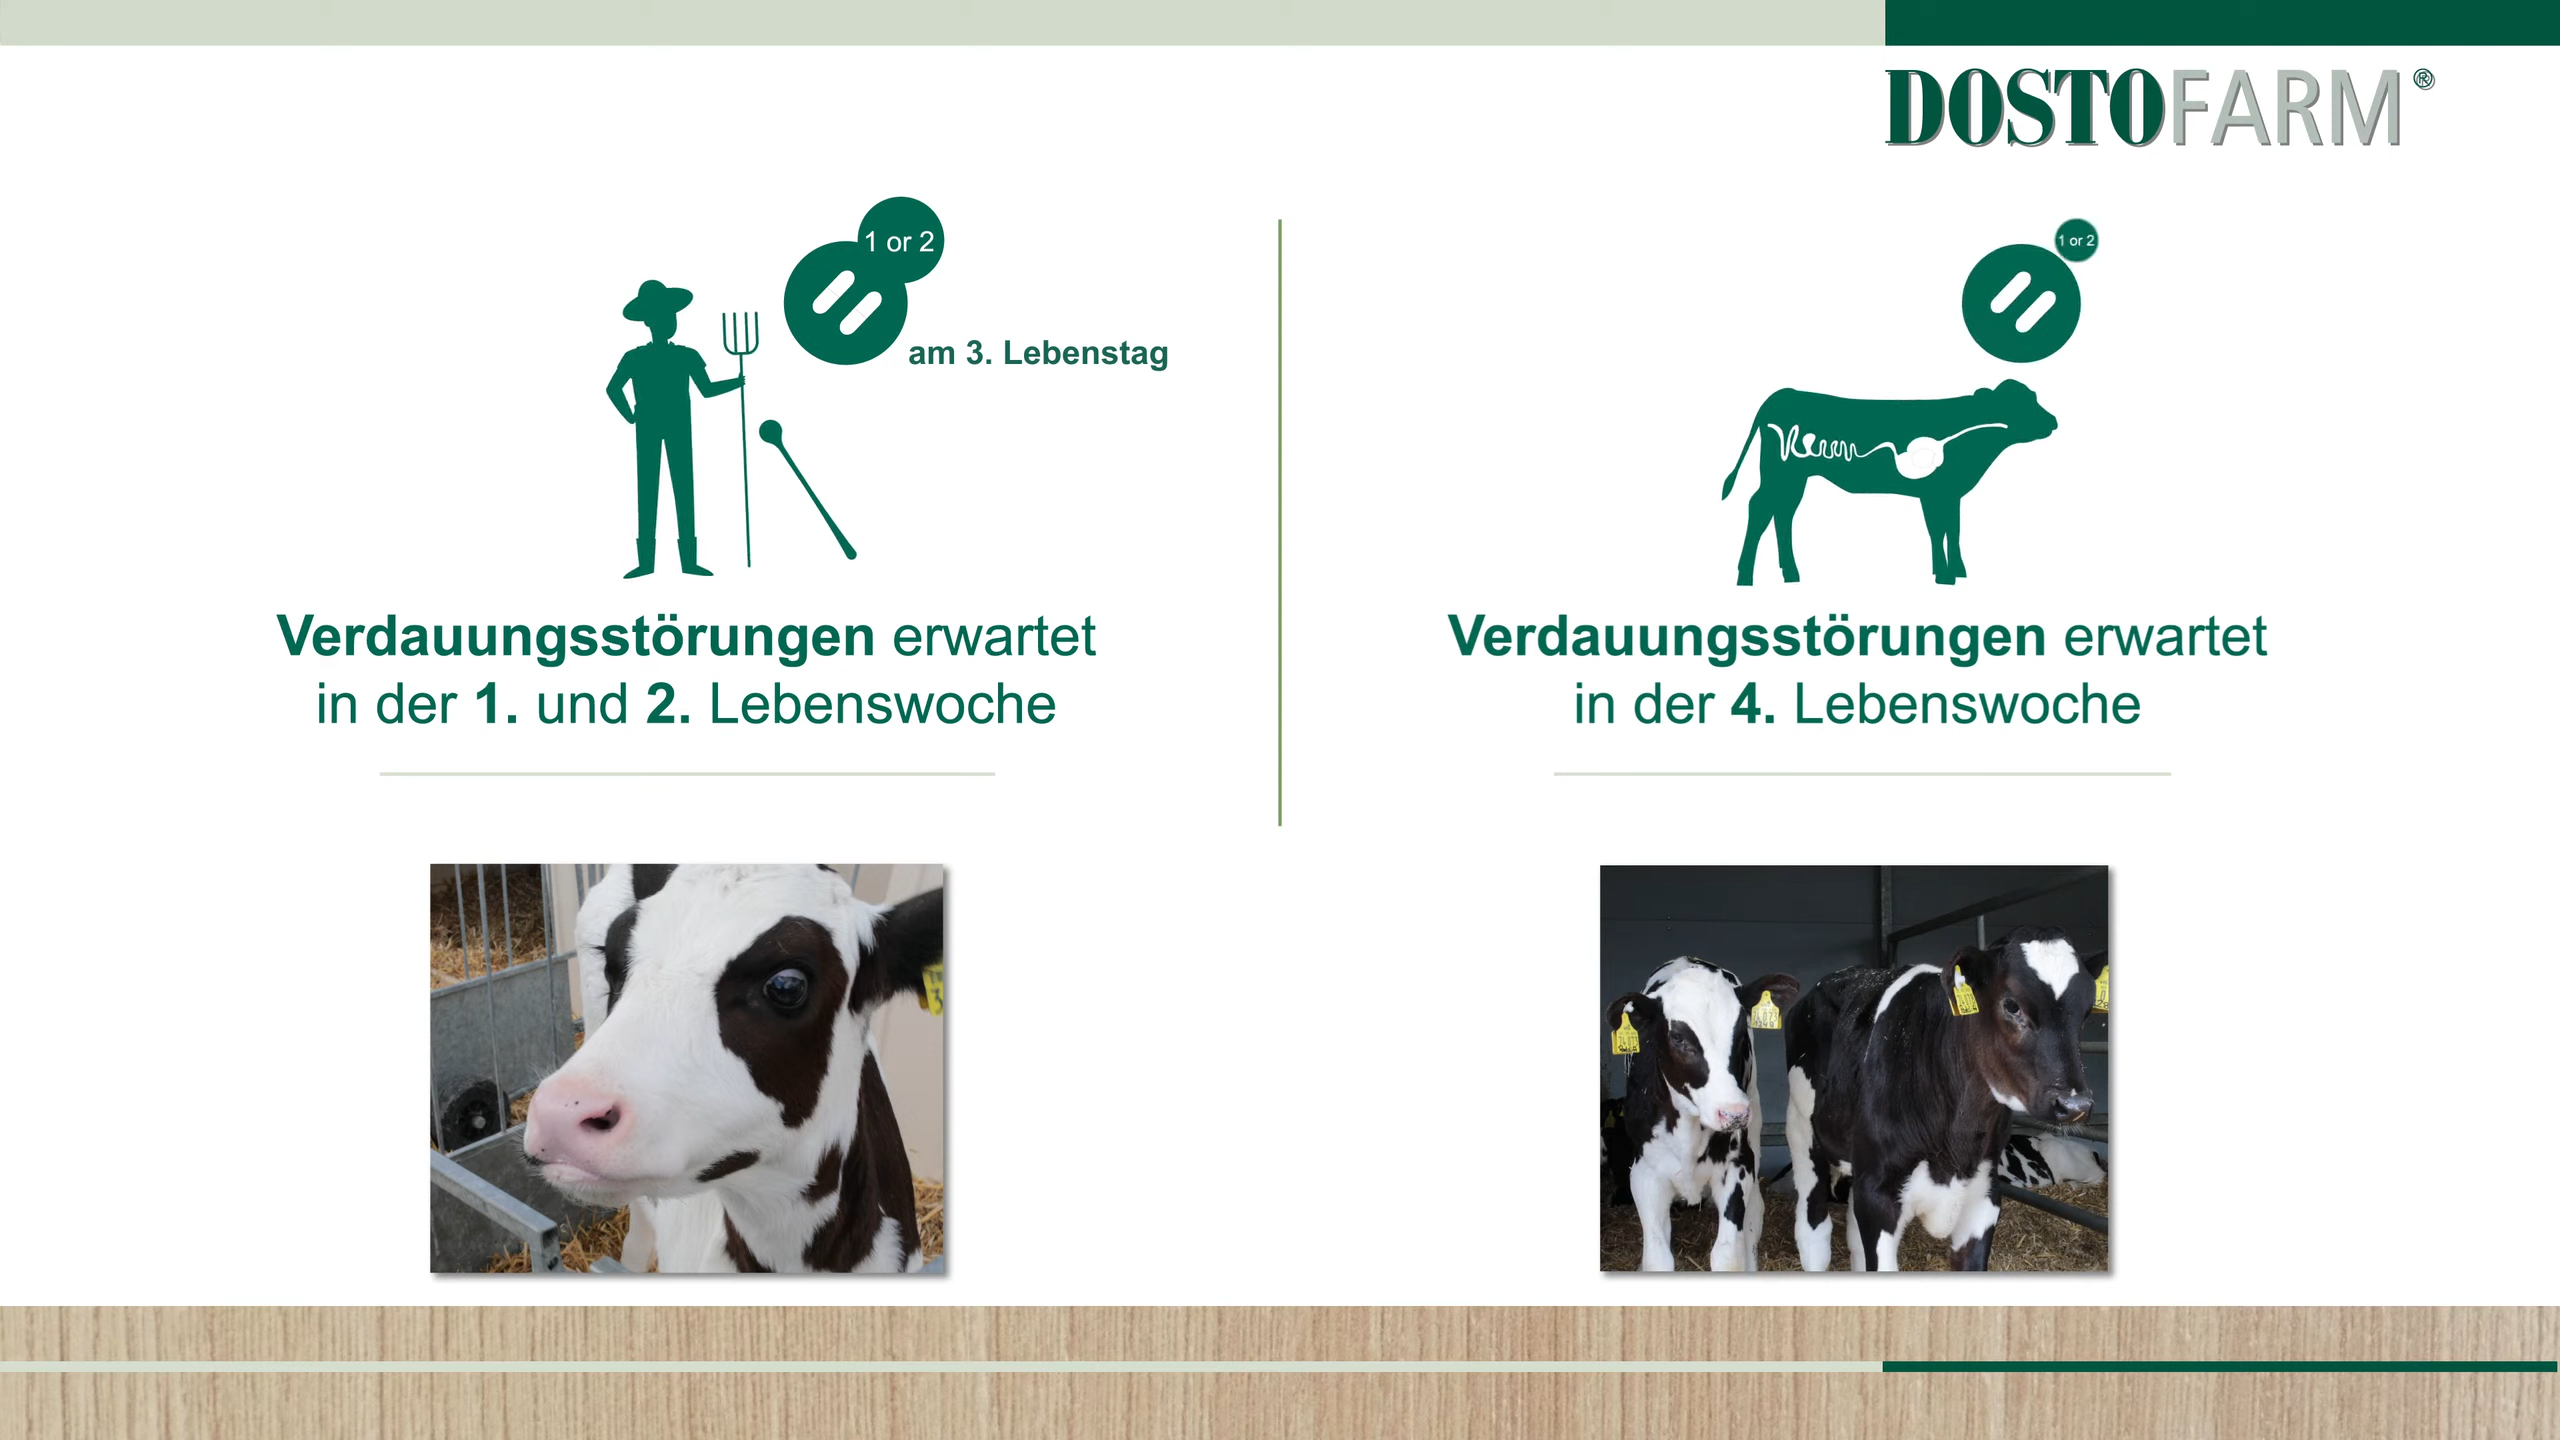 DOSTOFARM®
1 or 2
am 3. Lebenstag
Verdauungsstörungen erwartet
in der 1. und 2. Lebenswoche
1 or 2
Verdauungsstörungen erwartet
in der 4. Lebenswoche